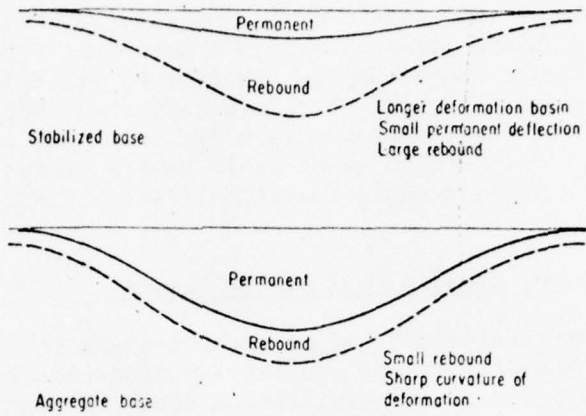 Permanent
Rebound
Longer deformation basin
Small permanent deflection
Large rebound
Stabilized base
Permanent
Rebound
Small rebound
Sharp curvature of
deformation
Aggregate base